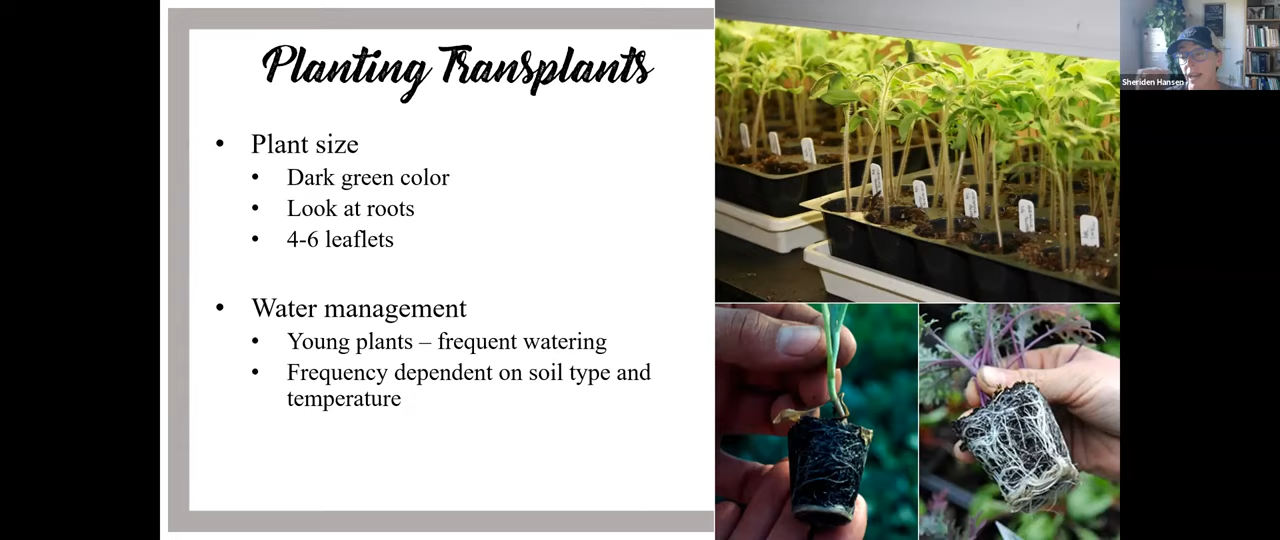 Planting Transplants
• Plant size
• Dark green color
• Look at roots
• 4-6 leaflets
• Water management
• Young plants – frequent watering
• Frequency dependent on soil type and
temperature
Sheriden Hansen